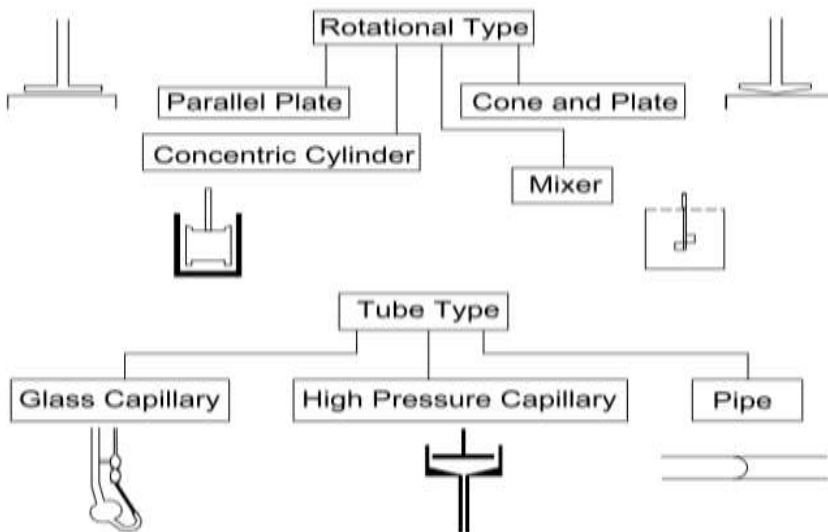 Rotational Type
Parallel Plate
Cone and Plate
Concentric Cylinder
Mixer
Tube Type
Glass Capillary
High Pressure Capillary
Pipe